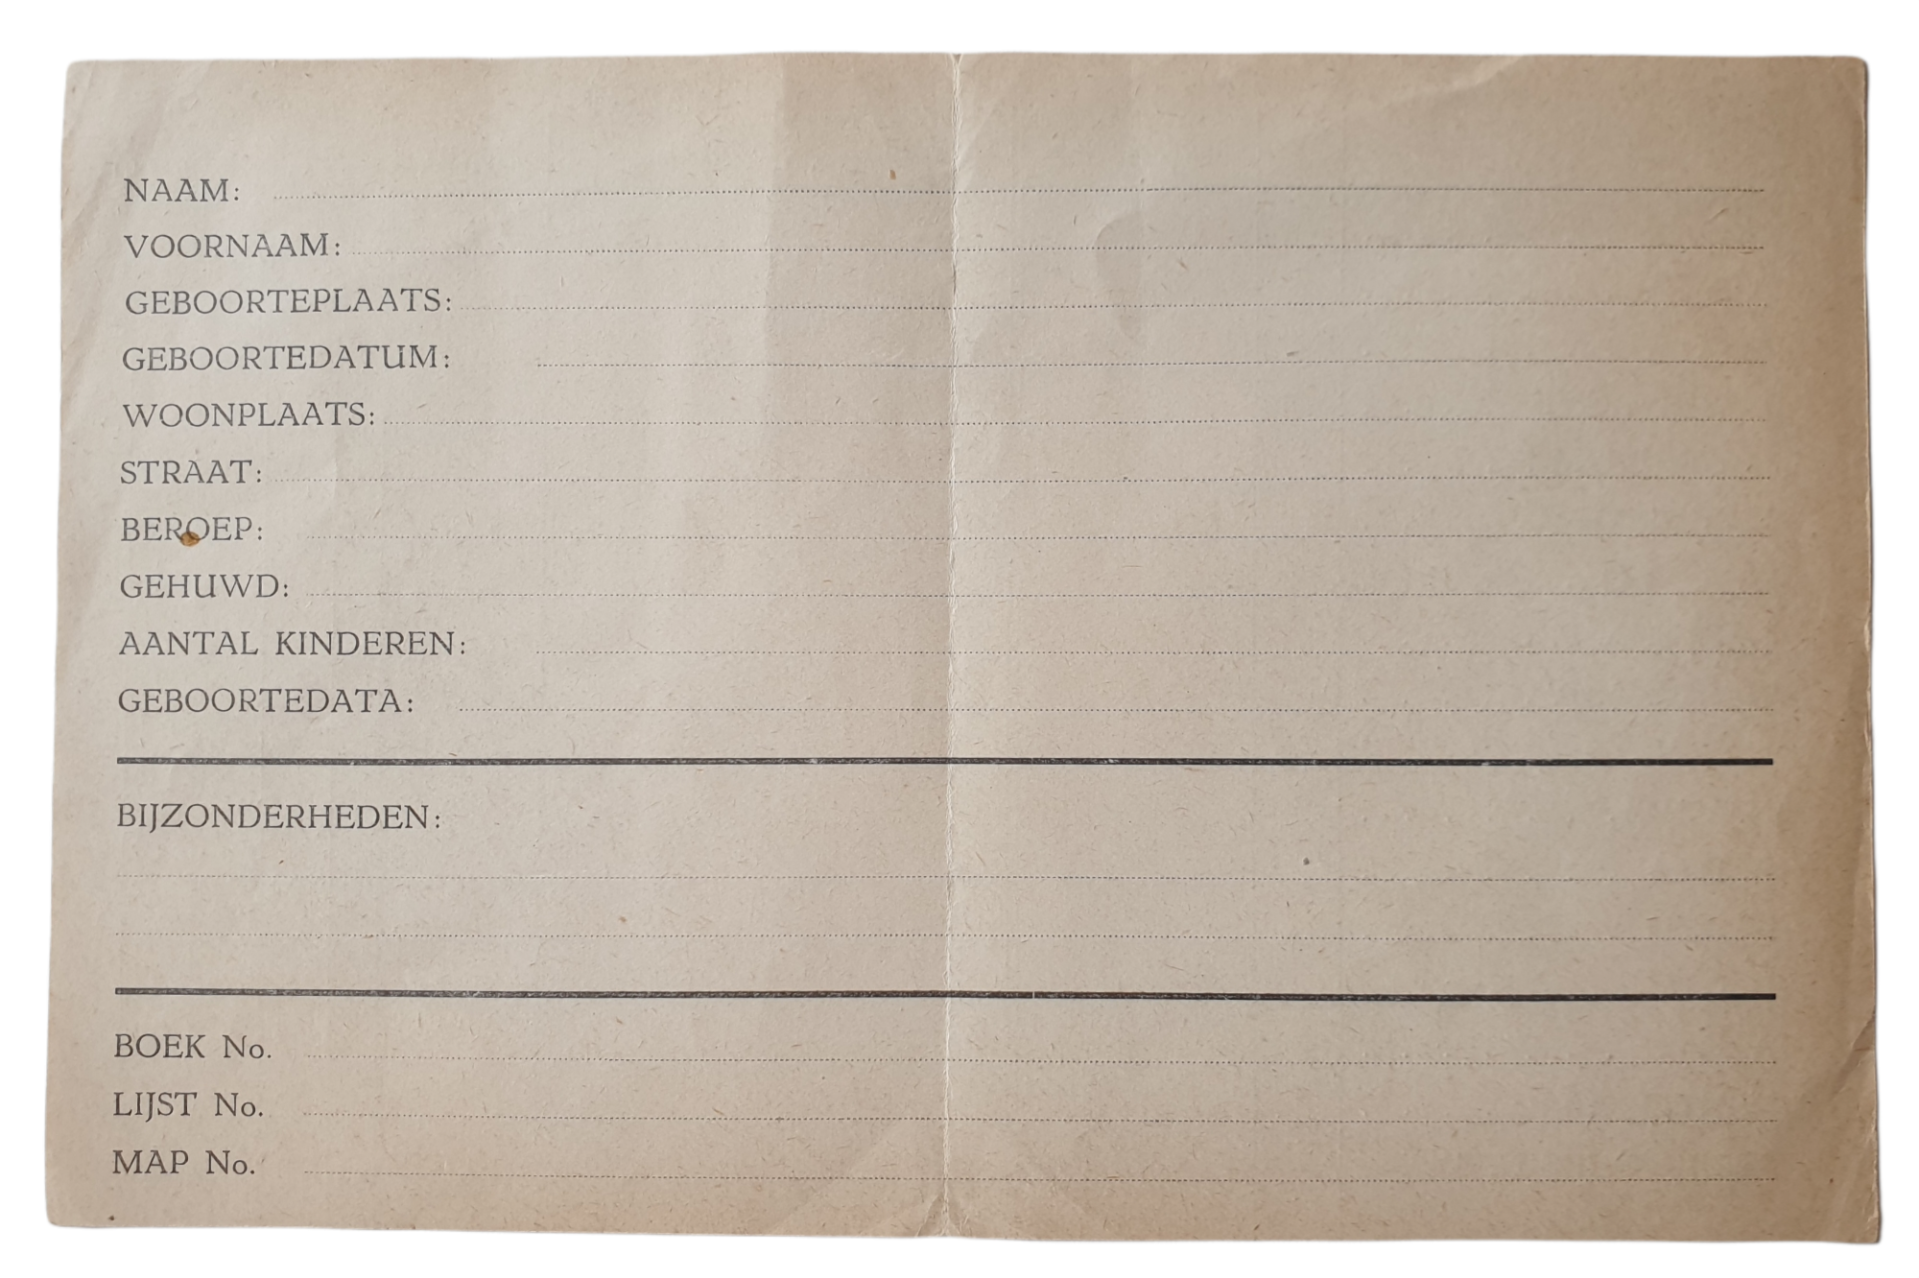 NAAM:
VOORNAAM:
GEBOORTEPLAATS:
GEBOORTEDATUM:
WOONPLAATS:
STRAAT:
BEROEP:
GEHUWD:
AANTAL KINDEREN:
GEBOORTEDATA:
BIJZONDERHEDEN:
BOEK No.
LIJST No.
MAP No.